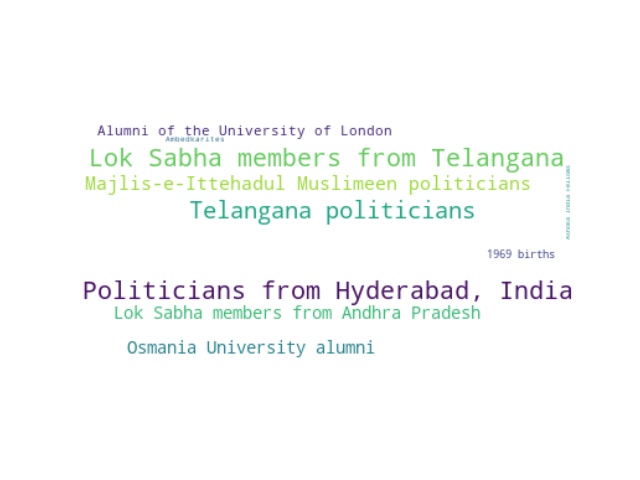 Alumni of the University of London
Ambedkarites
Lok Sabha members from Telangana
Majlis-e-Ittehadul Muslimeen politicians
Telangana politicians
1969 births
Politicians from Hyderabad, India
Lok Sabha members from Andhra Pradesh
Osmania University alumni